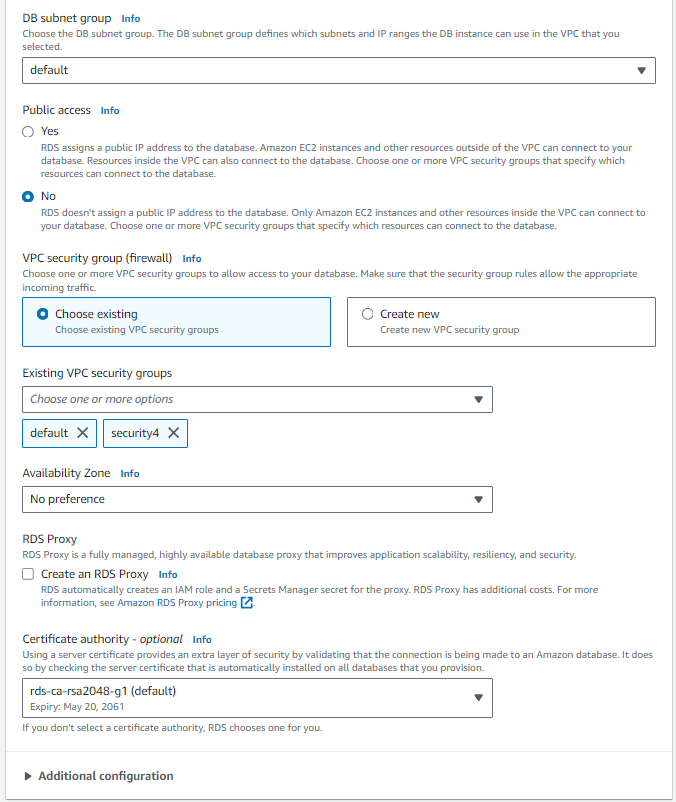 DB subnet group Info
Choose the DB subnet group. The DB subnet group defines which subnets and IP ranges the DB instance can use in the VPC that you
selected.
default
Public access Info
Yes
RDS assigns a public IP address to the database. Amazon EC2 instances and other resources outside of the VPC can connect to your
database. Resources inside the VPC can also connect to the database. Choose one or more VPC security groups that specify which
resources can connect to the database.
No
RDS doesn't assign a public IP address to the database. Only Amazon EC2 instances and other resources inside the VPC can connect to
your database. Choose one or more VPC security groups that specify which resources can connect to the database.
VPC security group (firewall) Info
Choose one or more VPC security groups to allow access to your database. Make sure that the security group rules allow the appropriate
incoming traffic.
Choose existing
Choose existing VPC security groups
Create new
Create new VPC security group
Existing VPC security groups
Choose one or more options
default
security4
Availability Zone Info
No preference
RDS Proxy
RDS Proxy is a fully managed, highly available database proxy that improves application scalability, resiliency, and security.
Create an RDS Proxy Info
RDS automatically creates an IAM role and a Secrets Manager secret for the proxy. RDS Proxy has additional costs. For more
information, see Amazon RDS Proxy pricing.
Certificate authority - optional Info
Using a server certificate provides an extra layer of security by validating that the connection is being made to an Amazon database. It does
so by checking the server certificate that is automatically installed on all databases that you provision.
rds-ca-rsa2048-g1 (default)
Expiry: May 20, 2061
If you don't select a certificate authority, RDS chooses one for you.
Additional configuration